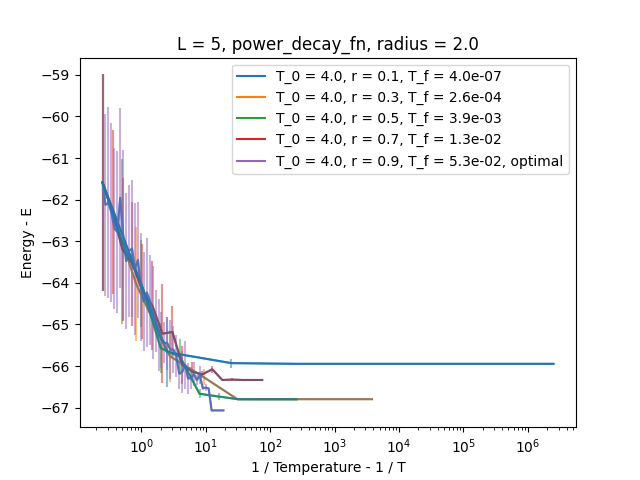 L = 5, power_decay_fn, radius = 2.0
T_0 = 4.0, r = 0.1, T_f = 4.0e-07
T_0 = 4.0, r = 0.3, T_f = 2.6e-04
T_0 = 4.0, r = 0.5, T_f = 3.9e-03
T_0 = 4.0, r = 0.7, T_f = 1.3e-02
T_0 = 4.0, r = 0.9, T_f = 5.3e-02, optimal
Energy - E
−59
−60
−61
−62
−63
−64
−65
−66
−67
10⁰ 10¹ 10² 10³ 10⁴ 10⁵ 10⁶
1 / Temperature - 1 / T